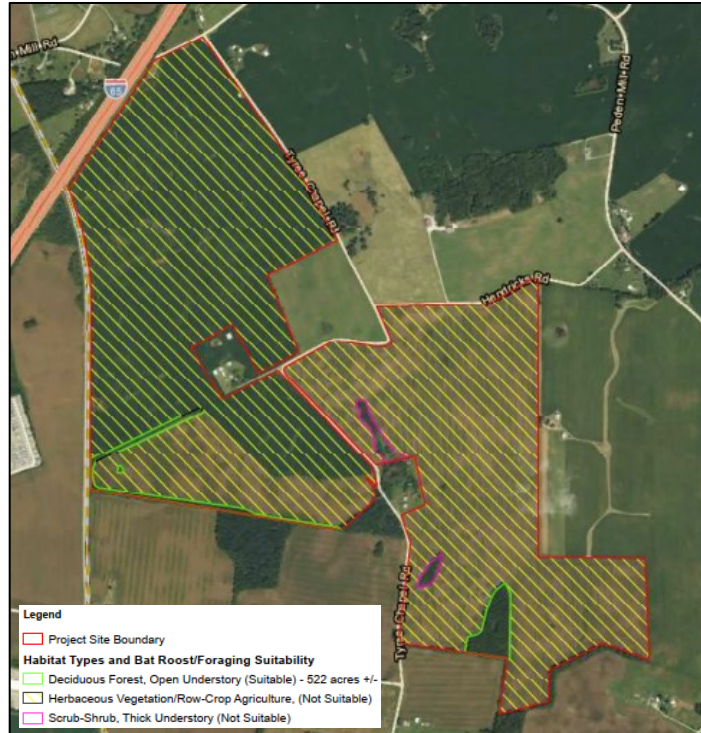 n Mill Rd
65
Tyree Chapel Rd
Peden Mill Rd
Hendricks Rd
Tyree Chapel Rd
Legend
Project Site Boundary
Habitat Types and Bat Roost/Foraging Suitability
Deciduous Forest, Open Understory (Suitable) - 522 acres +/-
Herbaceous Vegetation/Row-Crop Agriculture, (Not Suitable)
Scrub-Shrub, Thick Understory (Not Suitable)